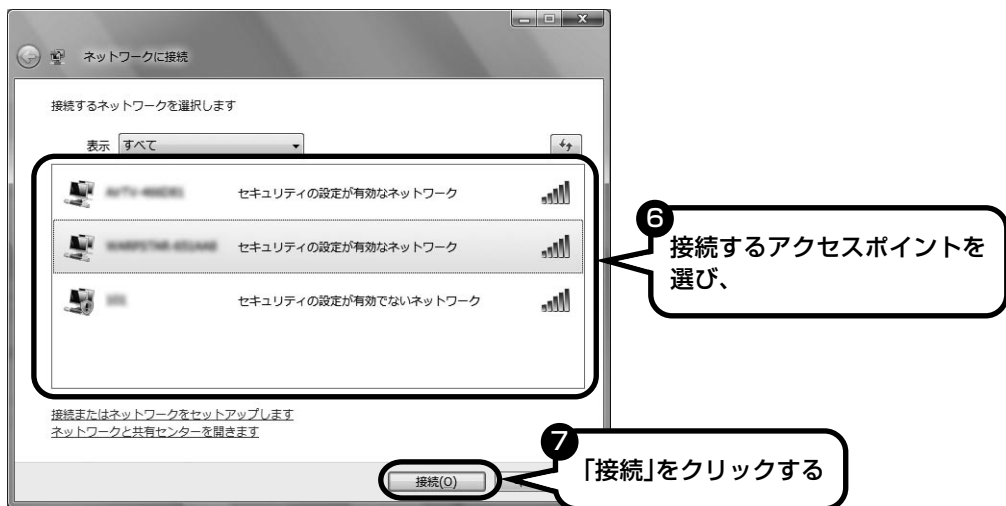 ネットワークに接続
接続するネットワークを選択します
表示 すべて
セキュリティの設定が有効なネットワーク
セキュリティの設定が有効なネットワーク
セキュリティの設定が有効でないネットワーク
接続またはネットワークをセットアップします
ネットワークと共有センターを開きます
接続(O)
6
接続するアクセスポイントを
選び、
7
「接続」をクリックする